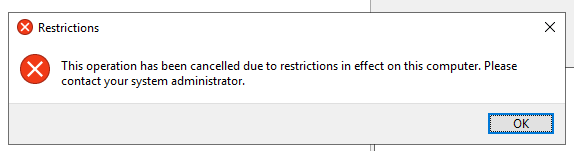 Restrictions
This operation has been cancelled due to restrictions in effect on this computer. Please
contact your system administrator.
OK